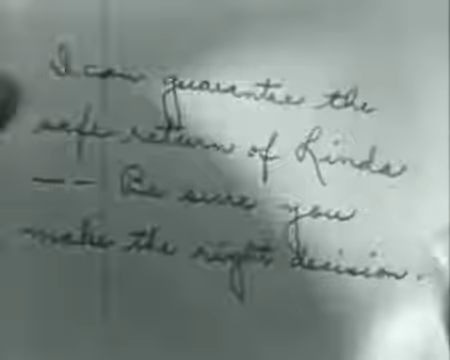 I can guarantee the
safe return of Linda
-- Be sure you
make the right decision.